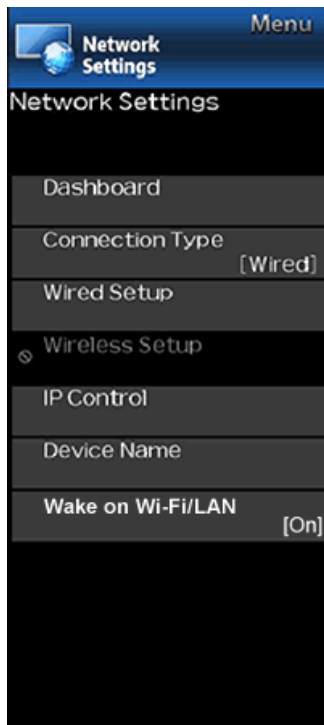 Menu
Network
Settings
Network Settings
Dashboard
Connection Type
[Wired]
Wired Setup
Wireless Setup
IP Control
Device Name
Wake on Wi-Fi/LAN
[On]